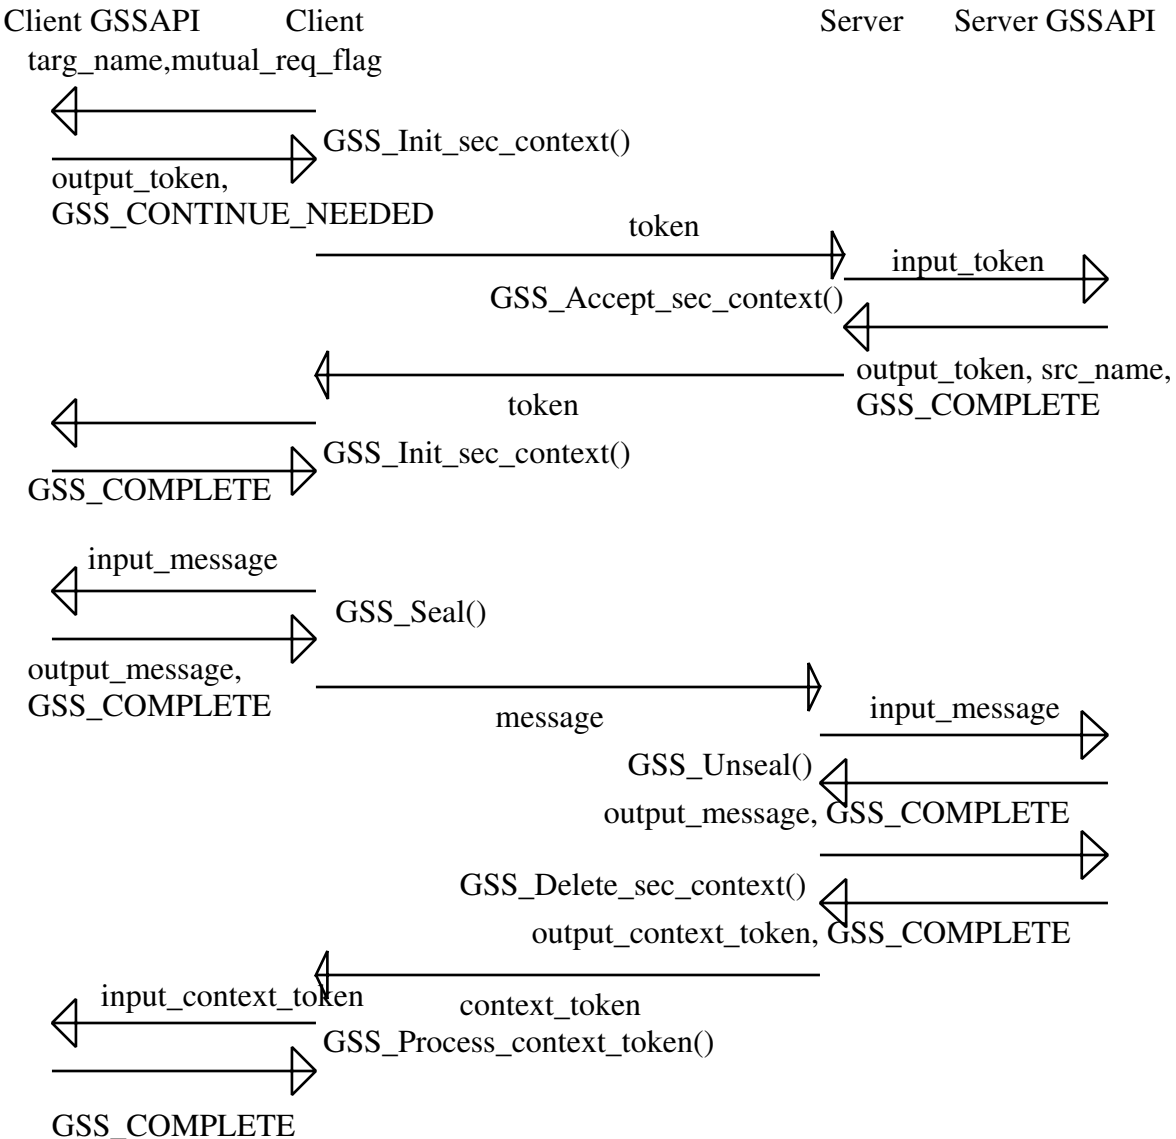 Client GSSAPI Client Server Server GSSAPI
targ_name,mutual_req_flag
GSS_Init_sec_context()
output_token,
GSS_CONTINUE_NEEDED
token
input_token
GSS_Accept_sec_context()
output_token, src_name,
GSS_COMPLETE
token
GSS_Init_sec_context()
GSS_COMPLETE
input_message
GSS_Seal()
output_message,
GSS_COMPLETE
message
input_message
GSS_Unseal()
output_message, GSS_COMPLETE
GSS_Delete_sec_context()
output_context_token, GSS_COMPLETE
input_context_token
context_token
GSS_Process_context_token()
GSS_COMPLETE